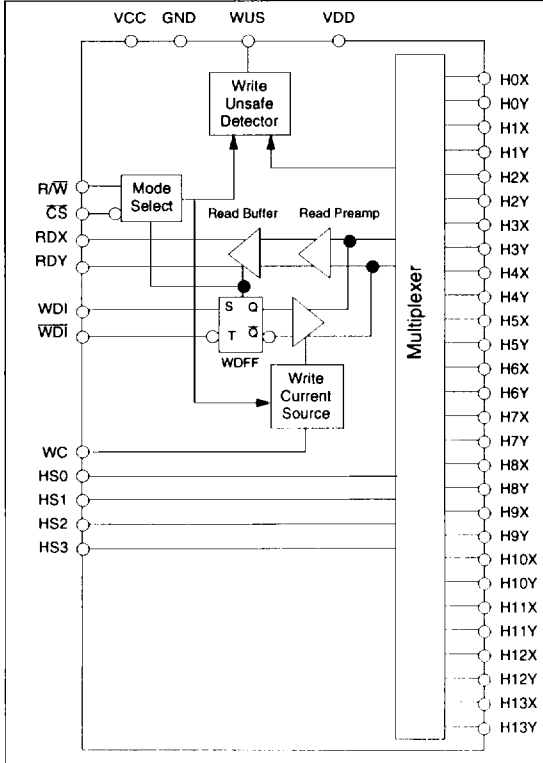 VCC GND WUS VDD
Write
Unsafe
Detector
R/W̅
C̅S̅
RDX
RDY
WDI
W̅D̅I̅
WC
HS0
HS1
HS2
HS3
Mode
Select
Read Buffer
Read Preamp
S Q
T Q̅
WDFF
Write
Current
Source
Multiplexer
H0X
H0Y
H1X
H1Y
H2X
H2Y
H3X
H3Y
H4X
H4Y
H5X
H5Y
H6X
H6Y
H7X
H7Y
H8X
H8Y
H9X
H9Y
H10X
H10Y
H11X
H11Y
H12X
H12Y
H13X
H13Y